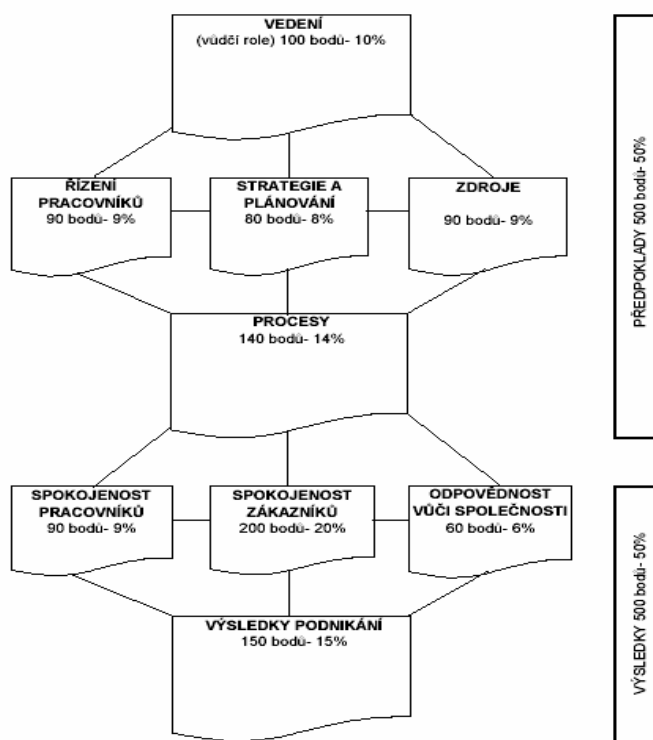 VEDENÍ
(vůdčí role) 100 bodů- 10%
ŘÍZENÍ
PRACOVNÍKŮ
90 bodů- 9%
STRATEGIE A
PLÁNOVÁNÍ
80 bodů- 8%
ZDROJE
90 bodů- 9%
PROCESY
140 bodů- 14%
PŘEDPOKLADY 500 bodů- 50%
SPOKOJENOST
PRACOVNÍKŮ
90 bodů- 9%
SPOKOJENOST
ZÁKAZNÍKŮ
200 bodů- 20%
ODPOVĚDNOST
VŮČI SPOLEČNOSTI
60 bodů- 6%
VÝSLEDKY PODNIKÁNÍ
150 bodů- 15%
VÝSLEDKY 500 bodů- 50%